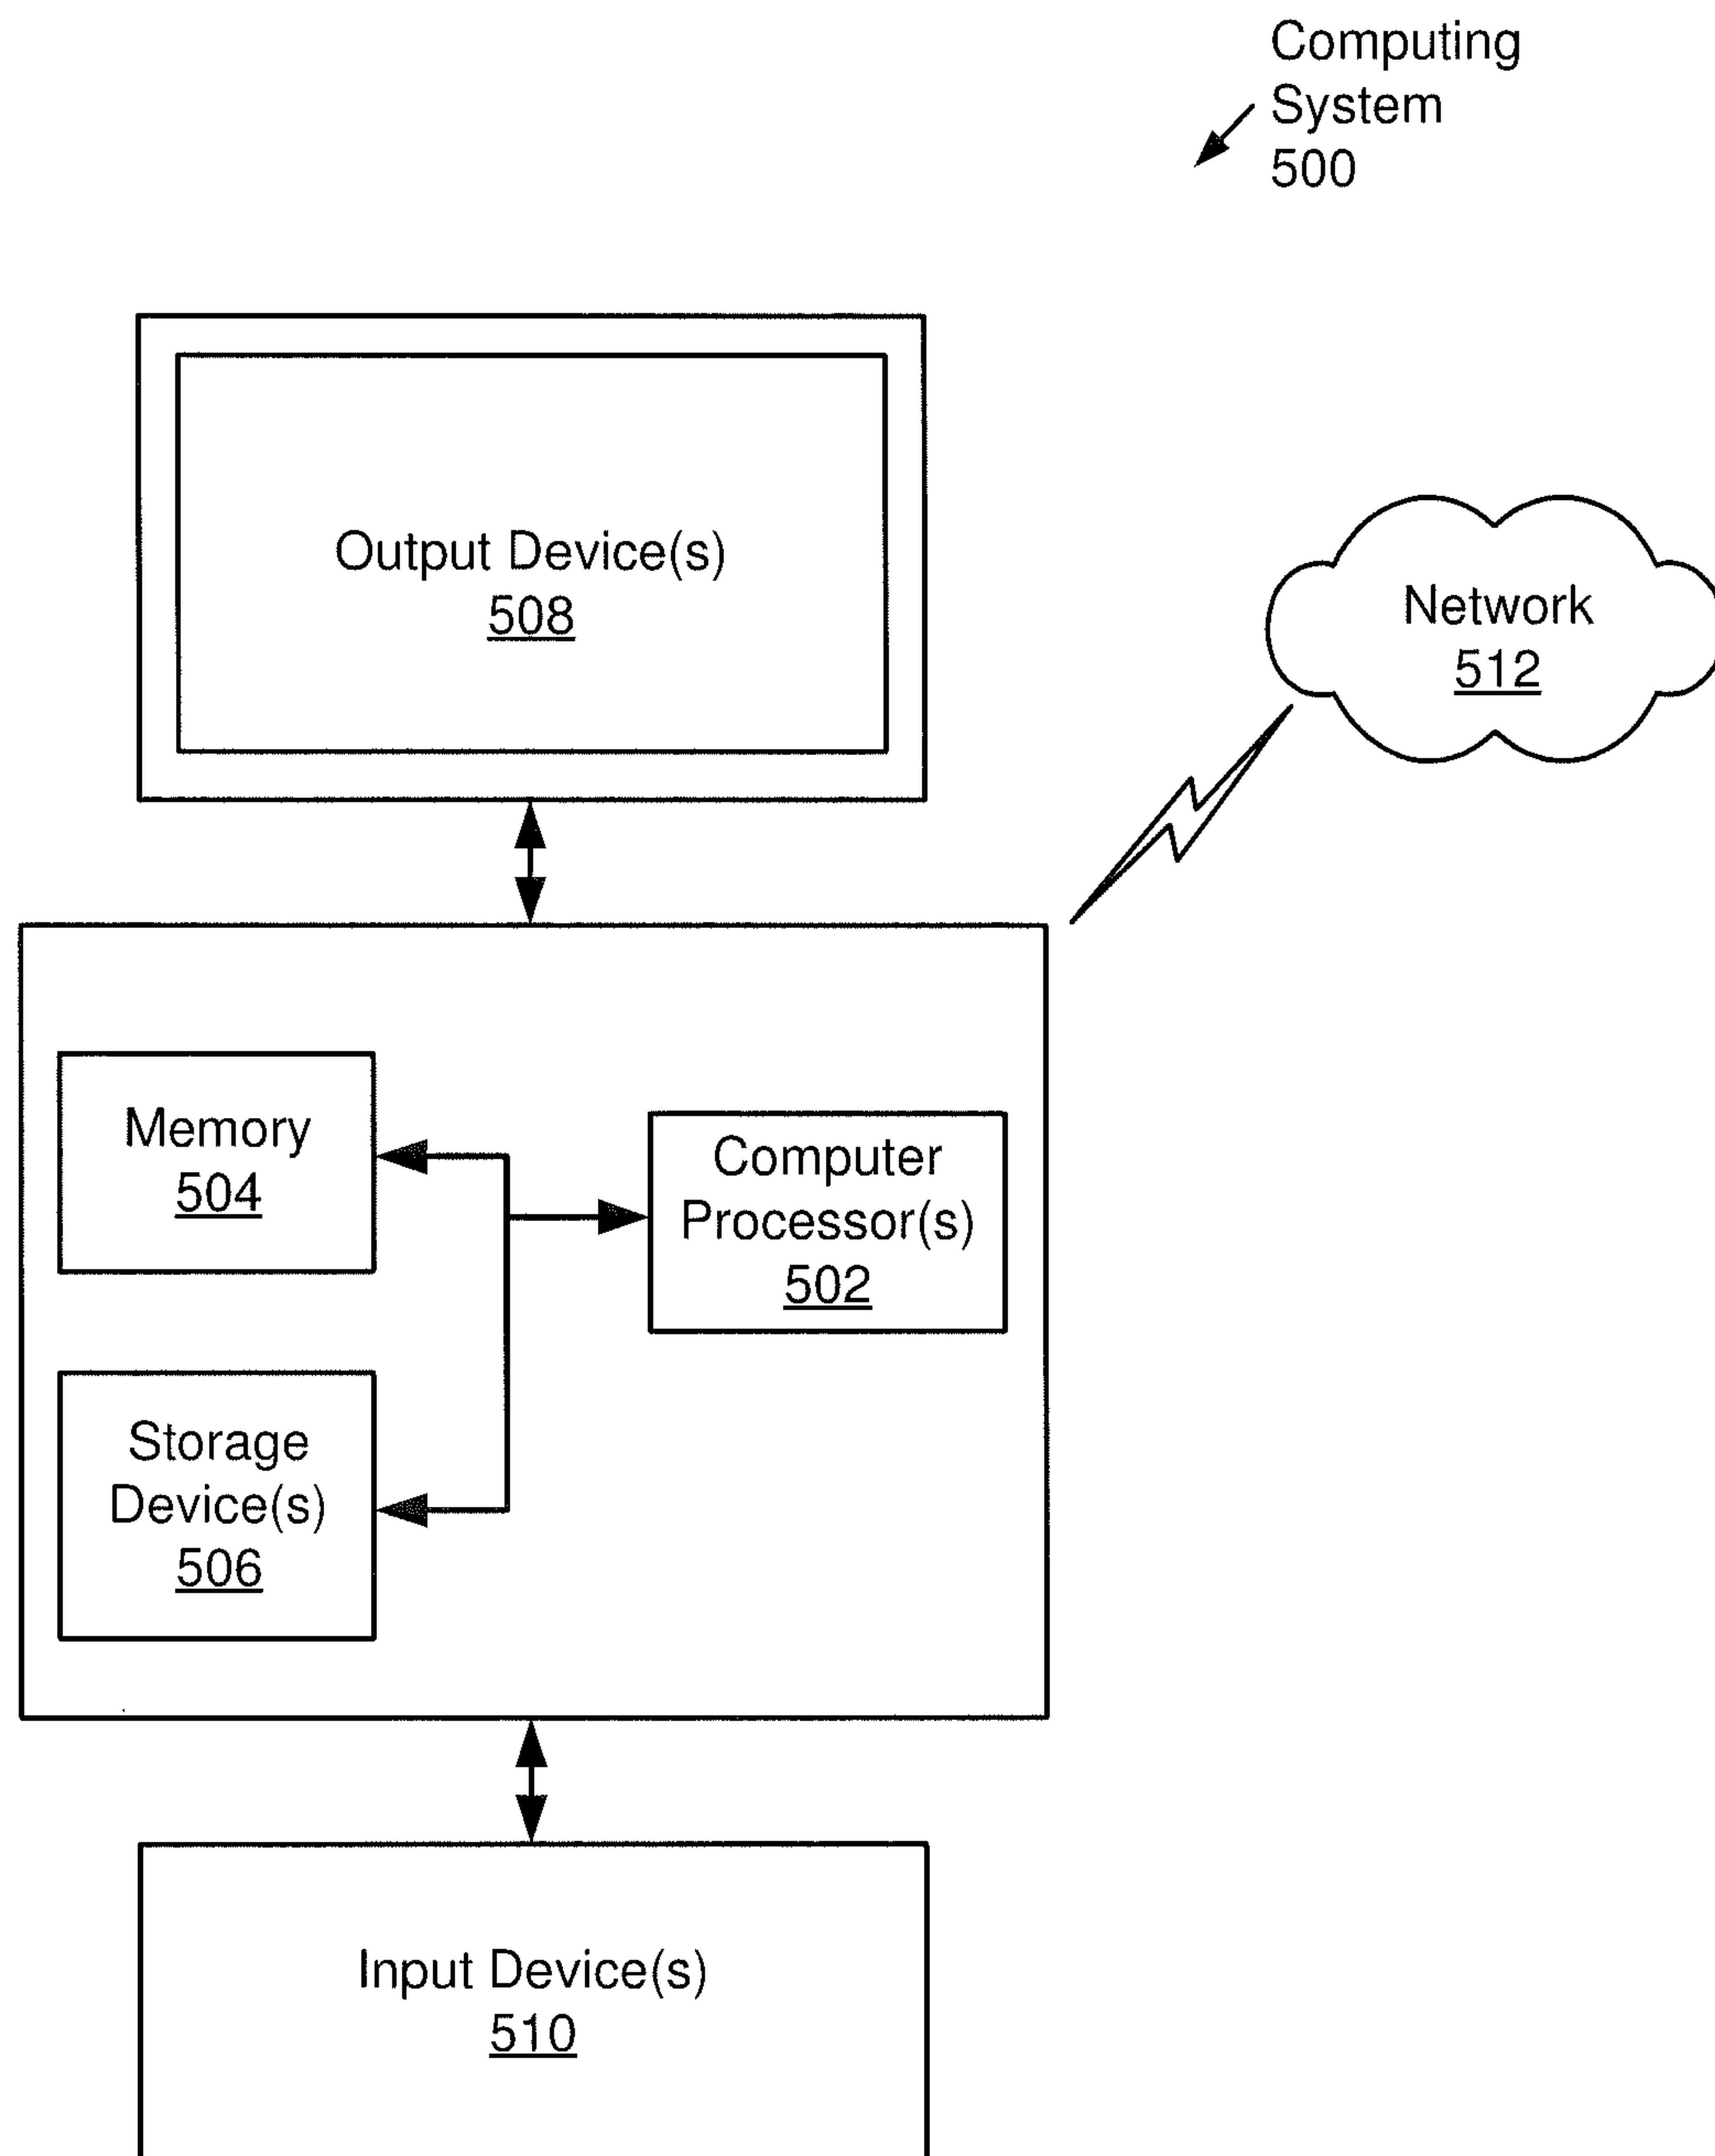 Computing
System
500
Output Device(s)
508
Network
512
Memory
504
Computer
Processor(s)
502
Storage
Device(s)
506
Input Device(s)
510